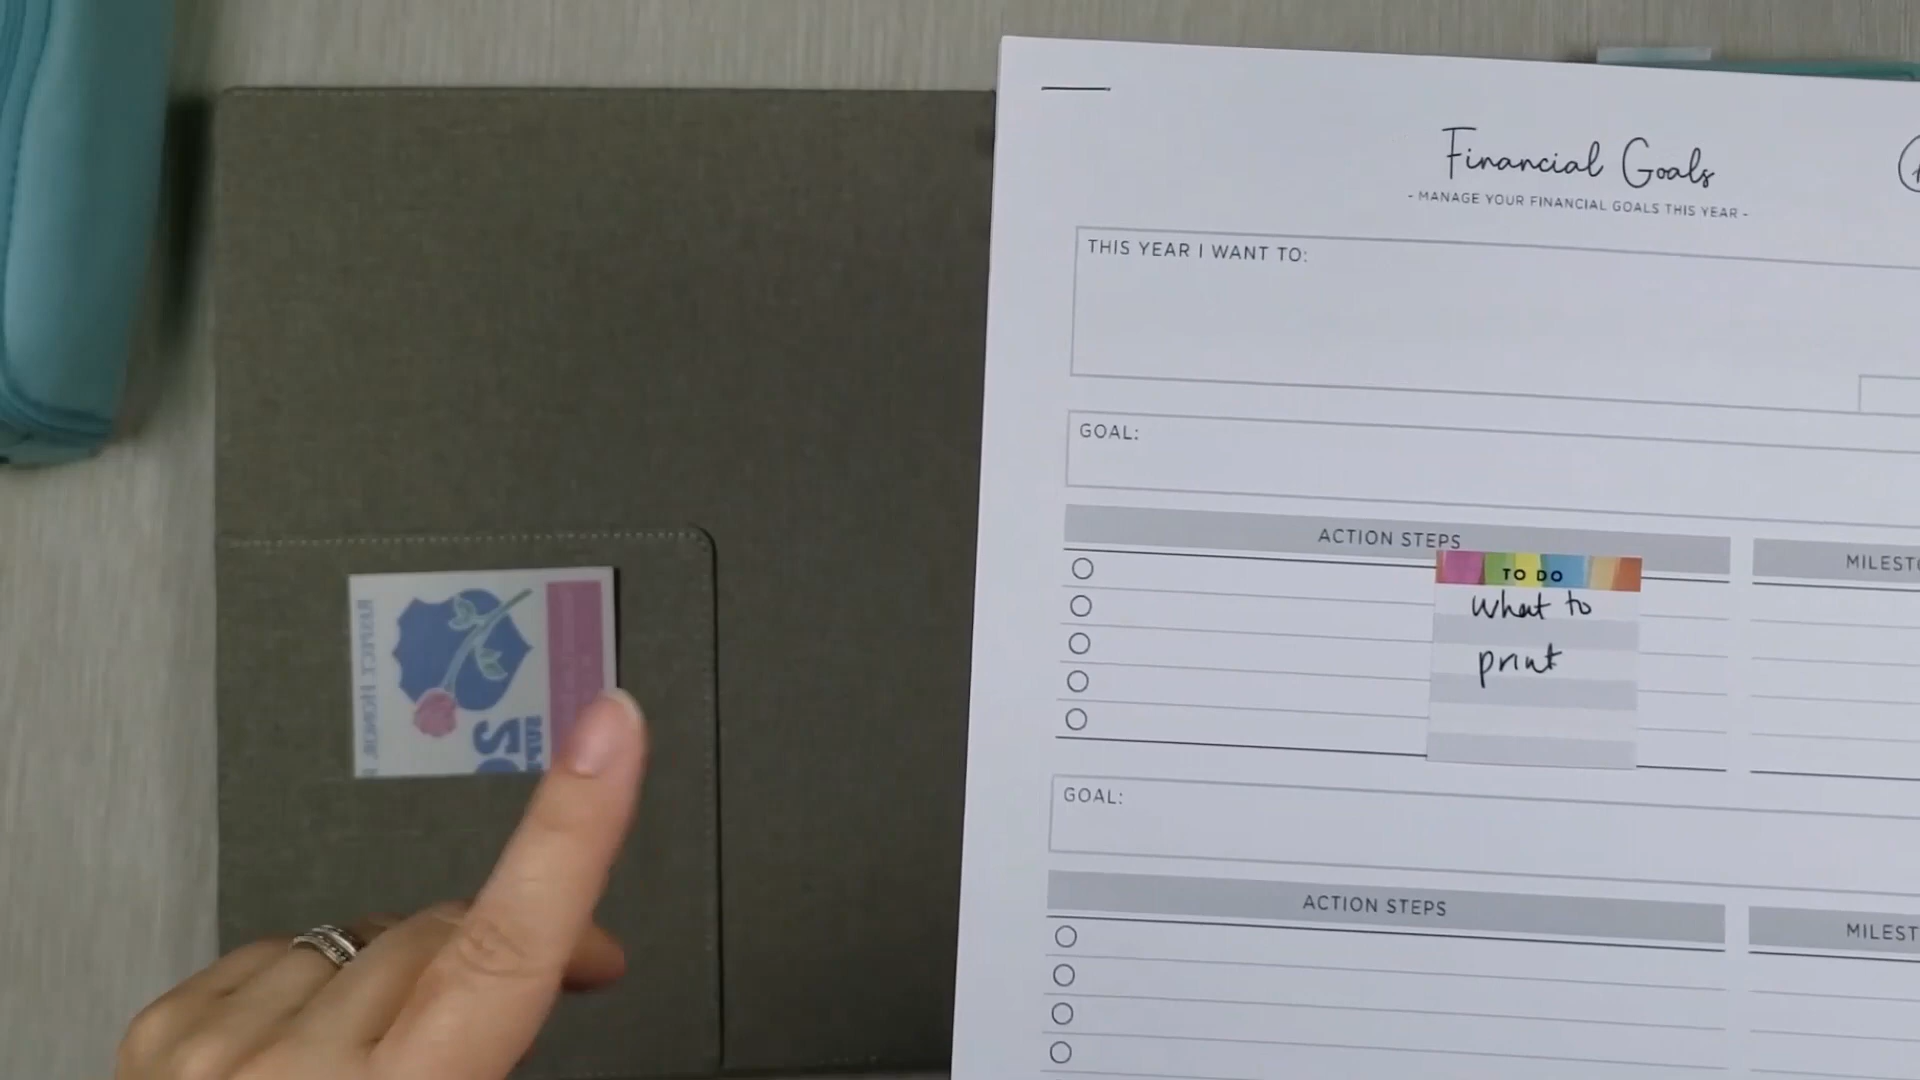 Financial Goals
- MANAGE YOUR FINANCIAL GOALS THIS YEAR -
THIS YEAR I WANT TO:
GOAL:
ACTION STEPS
TO DO
what to
print
GOAL:
ACTION STEPS